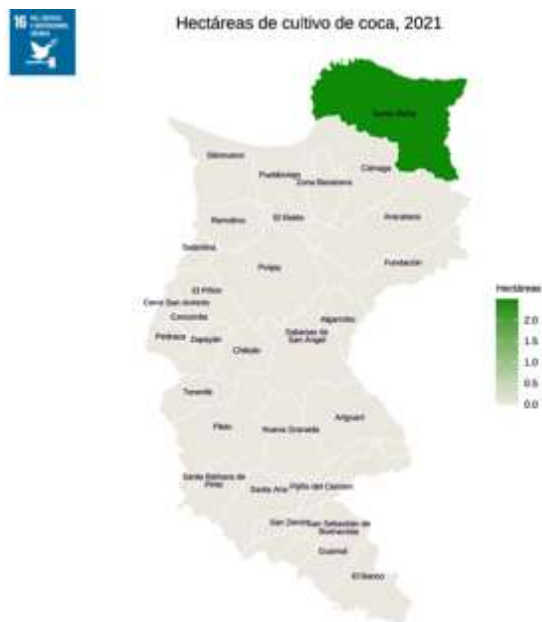 16 PAZ, JUSTICIA
Hectáreas de cultivo de coca, 2021
Santa Marta
Sitionuevo
Ciénaga
Puebloviejo
Zona Bananera
Remolino
El Retén
Aracataca
Salamina
Pivijay
Fundación
El Piñón
Cerro San Antonio
Concordia
Algarrobo
Pedraza
Zapayán
Chibolo
Sabanas de
San Ángel
Tenerife
Plato
Nueva Granada
Ariguaní
Santa Bárbara de
Pinto
Santa Ana
Pijiño del Carmen
San Zenón
San Sebastián de
Buenavista
Guamal
El Banco
Hectáreas
2.0
1.5
1.0
0.5
0.0